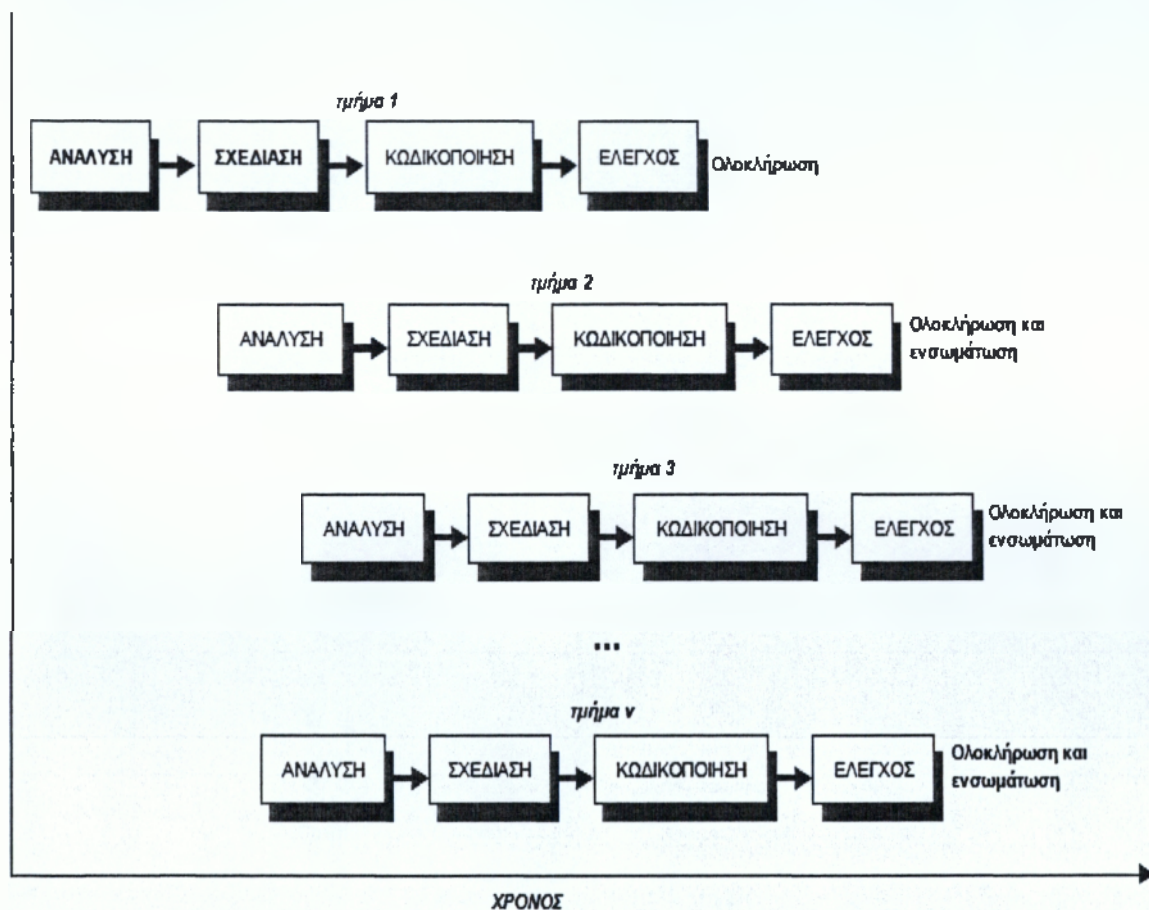 τμήμα 1
ΑΝΑΛΥΣΗ
ΣΧΕΔΙΑΣΗ
ΚΩΔΙΚΟΠΟΙΗΣΗ
ΕΛΕΓΧΟΣ
Ολοκλήρωση
τμήμα 2
ΑΝΑΛΥΣΗ
ΣΧΕΔΙΑΣΗ
ΚΩΔΙΚΟΠΟΙΗΣΗ
ΕΛΕΓΧΟΣ
Ολοκλήρωση και
ενσωμάτωση
τμήμα 3
ΑΝΑΛΥΣΗ
ΣΧΕΔΙΑΣΗ
ΚΩΔΙΚΟΠΟΙΗΣΗ
ΕΛΕΓΧΟΣ
Ολοκλήρωση και
ενσωμάτωση
...
τμήμα ν
ΑΝΑΛΥΣΗ
ΣΧΕΔΙΑΣΗ
ΚΩΔΙΚΟΠΟΙΗΣΗ
ΕΛΕΓΧΟΣ
Ολοκλήρωση και
ενσωμάτωση
ΧΡΟΝΟΣ